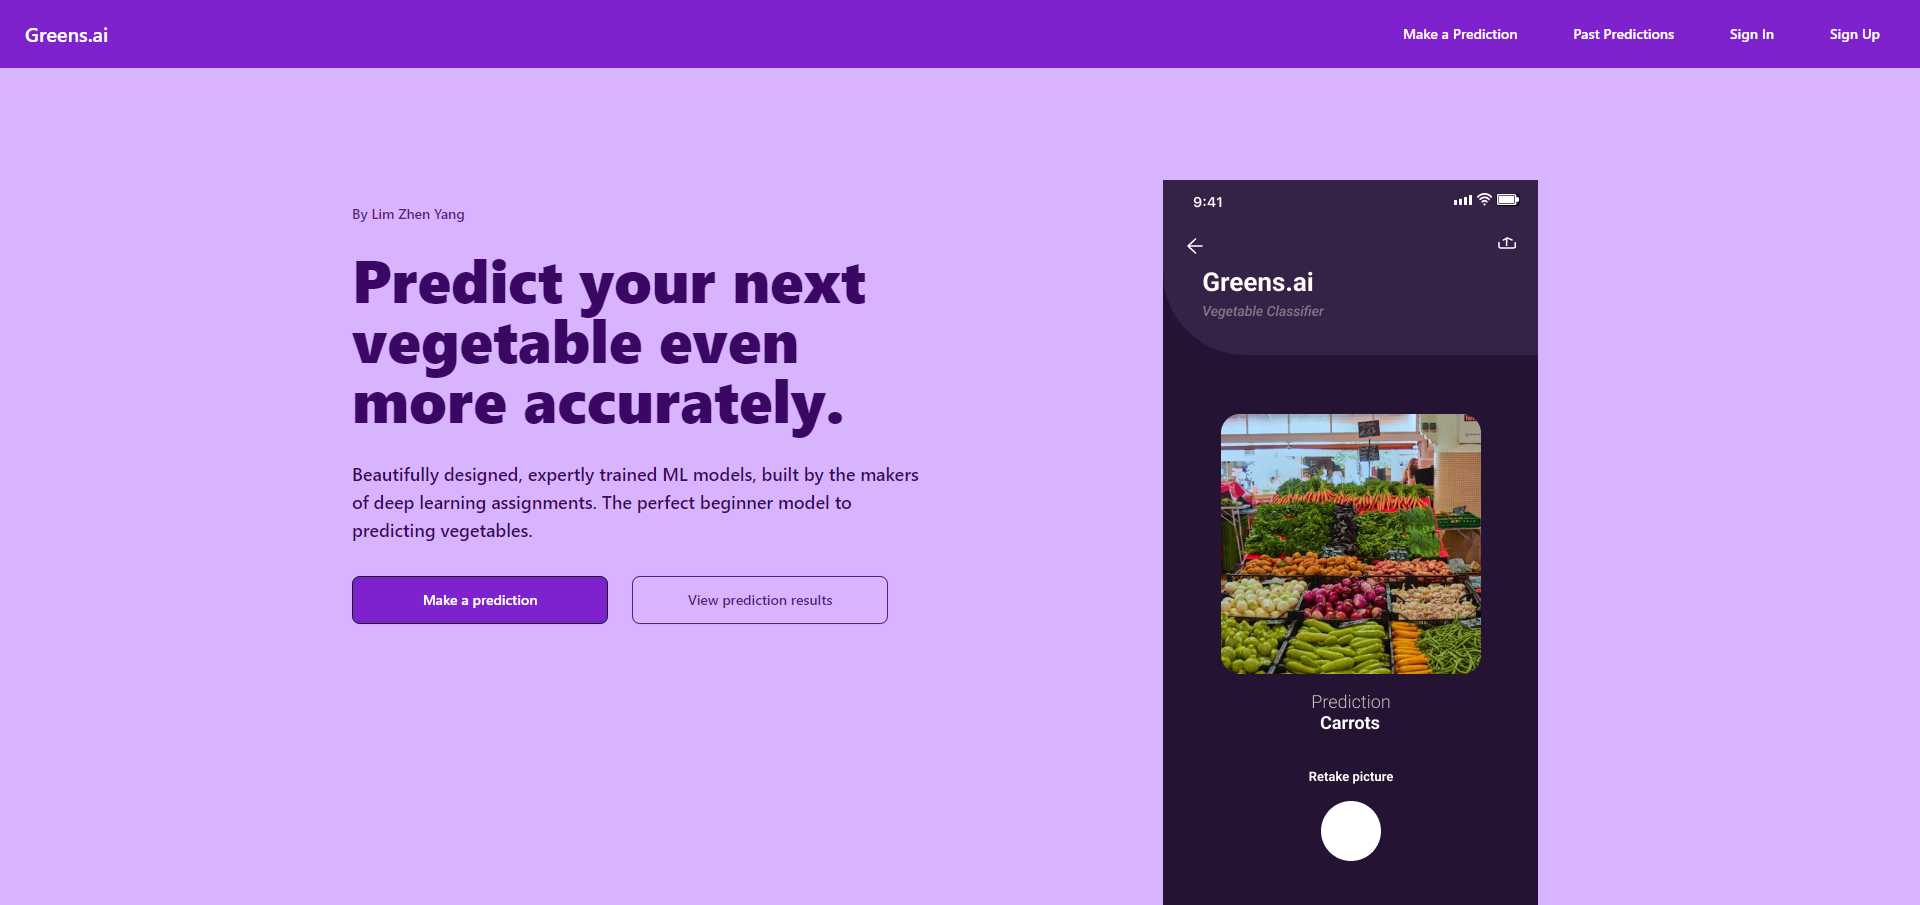 Greens.ai
Make a Prediction
Past Predictions
Sign In
Sign Up
By Lim Zhen Yang
Predict your next
vegetable even
more accurately.
Beautifully designed, expertly trained ML models, built by the makers
of deep learning assignments. The perfect beginner model to
predicting vegetables.
Make a prediction
View prediction results
9:41
Greens.ai
Vegetable Classifier
Prediction
Carrots
Retake picture